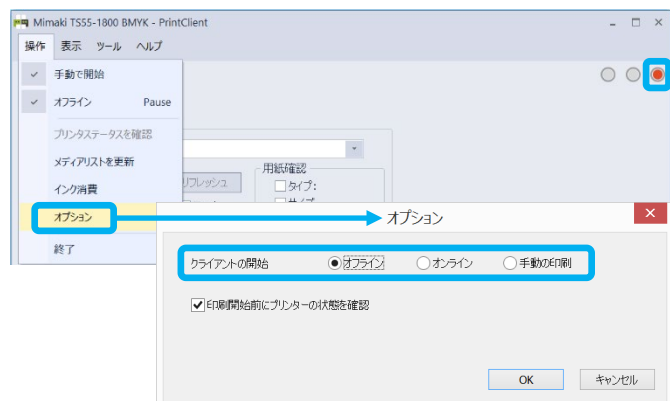 Mimaki TS55-1800 BMYK - PrintClient
操作 表示 ツール ヘルプ
手動で開始
オフライン Pause
プリンタステータスを確認
メディアリストを更新
インク消費
オプション
終了
リフレッシュ
用紙確認
タイプ:
オプション
クライアントの開始 オフライン オンライン 手動の印刷
印刷開始前にプリンターの状態を確認
OK キャンセル